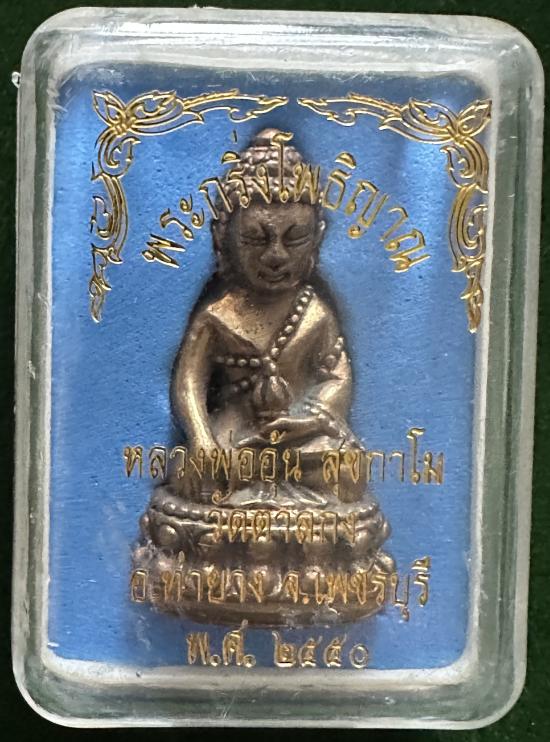 พระกริ่งโพธิญาณ
หลวงพ่ออุ้น สุขกาโม
วัดตาลกง
อ.ท่ายาง จ.เพชรบุรี
พ.ศ. ๒๕๕๐